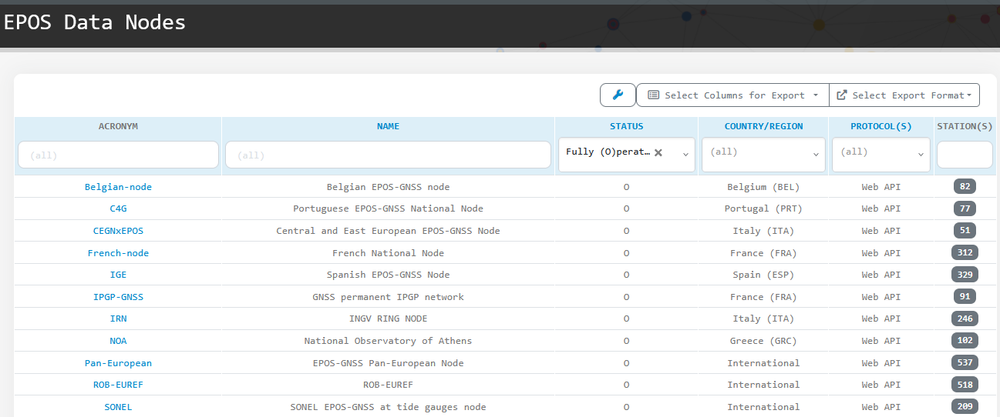 EPOS Data Nodes
Select Columns for Export Select Export Format
ACRONYM NAME STATUS COUNTRY/REGION PROTOCOL(S) STATION(S)
(all) (all) Fully (O)perat… (all) (all)
Belgian-node Belgian EPOS-GNSS node O Belgium (BEL) Web API 82
C4G Portuguese EPOS-GNSS National Node O Portugal (PRT) Web API 77
CEGNxEPOS Central and East European EPOS-GNSS Node O Italy (ITA) Web API 51
French-node French National Node O France (FRA) Web API 312
IGE Spanish EPOS-GNSS Node O Spain (ESP) Web API 329
IPGP-GNSS GNSS permanent IPGP network O France (FRA) Web API 91
IRN INGV RING NODE O Italy (ITA) Web API 246
NOA National Observatory of Athens O Greece (GRC) Web API 102
Pan-European EPOS-GNSS Pan-European Node O International Web API 537
ROB-EUREF ROB-EUREF O International Web API 518
SONEL SONEL EPOS-GNSS at tide gauges node O International Web API 209